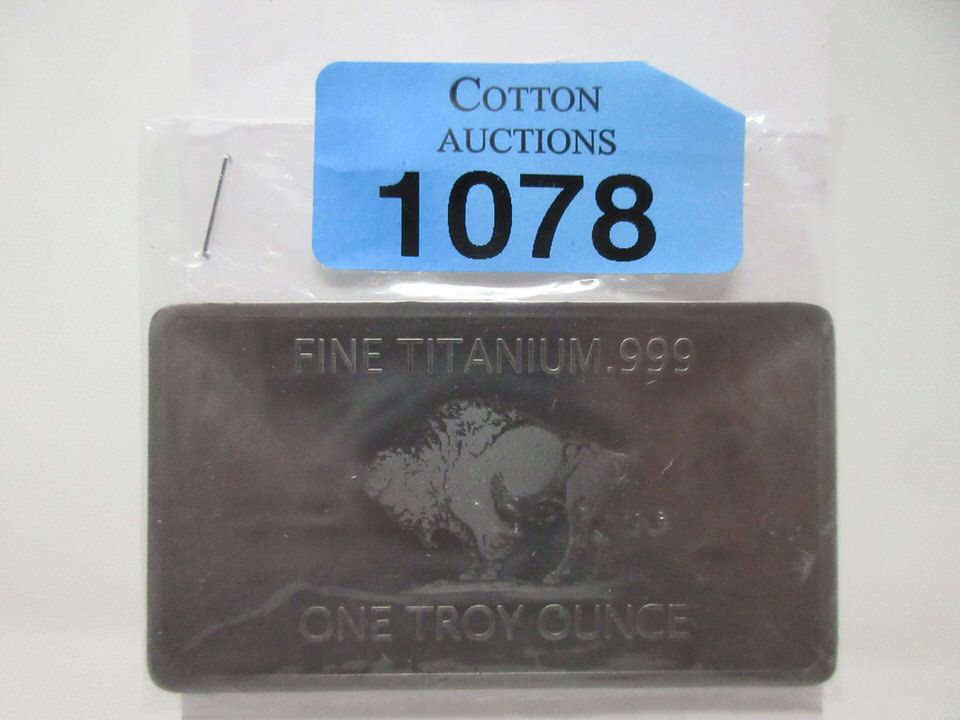 COTTON
AUCTIONS
1078
FINE TITANIUM.999
ONE TROY OUNCE